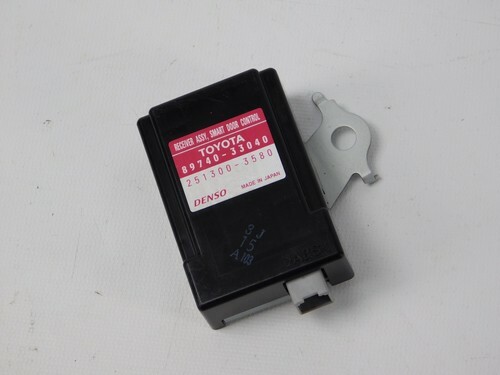 RECEIVER ASSY, SMART DOOR CONTROL
TOYOTA
89740-33040
251300-3580
DENSO MADE IN JAPAN